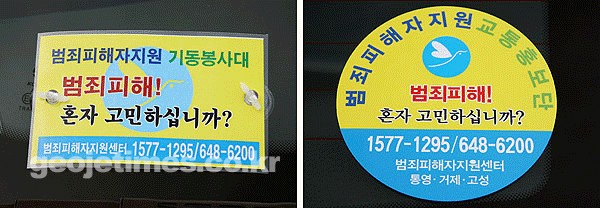 범죄피해자지원 기동봉사대
범죄피해!
혼자 고민하십니까?
범죄피해자지원센터 1577-1295/648-6200
geojetimes.co.kr
범죄피해자지원교통홍보단
범죄피해!
혼자 고민하십니까?
1577-1295/648-6200
범죄피해자지원센터
통영·거제·고성